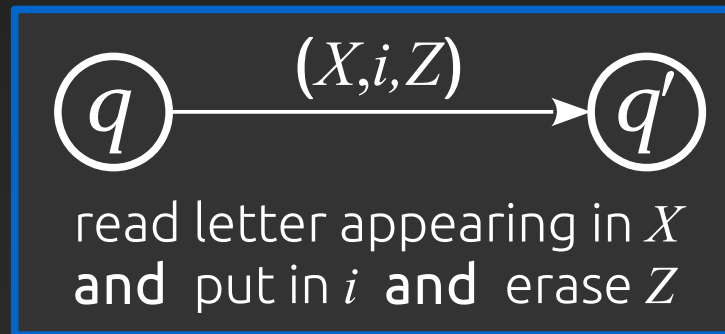 (X,i,Z)
q q′
read letter appearing in X
and put in i and erase Z